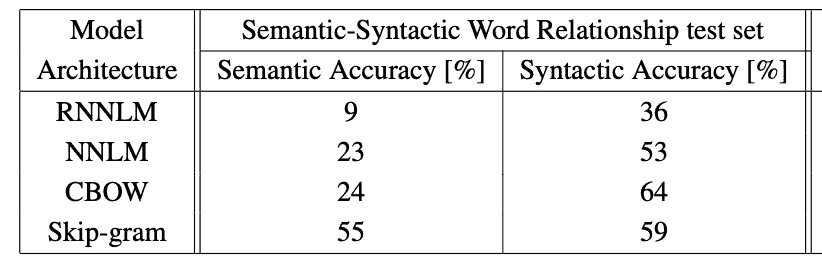 Model Semantic-Syntactic Word Relationship test set
Architecture Semantic Accuracy [%] Syntactic Accuracy [%]
RNNLM 9 36
NNLM 23 53
CBOW 24 64
Skip-gram 55 59